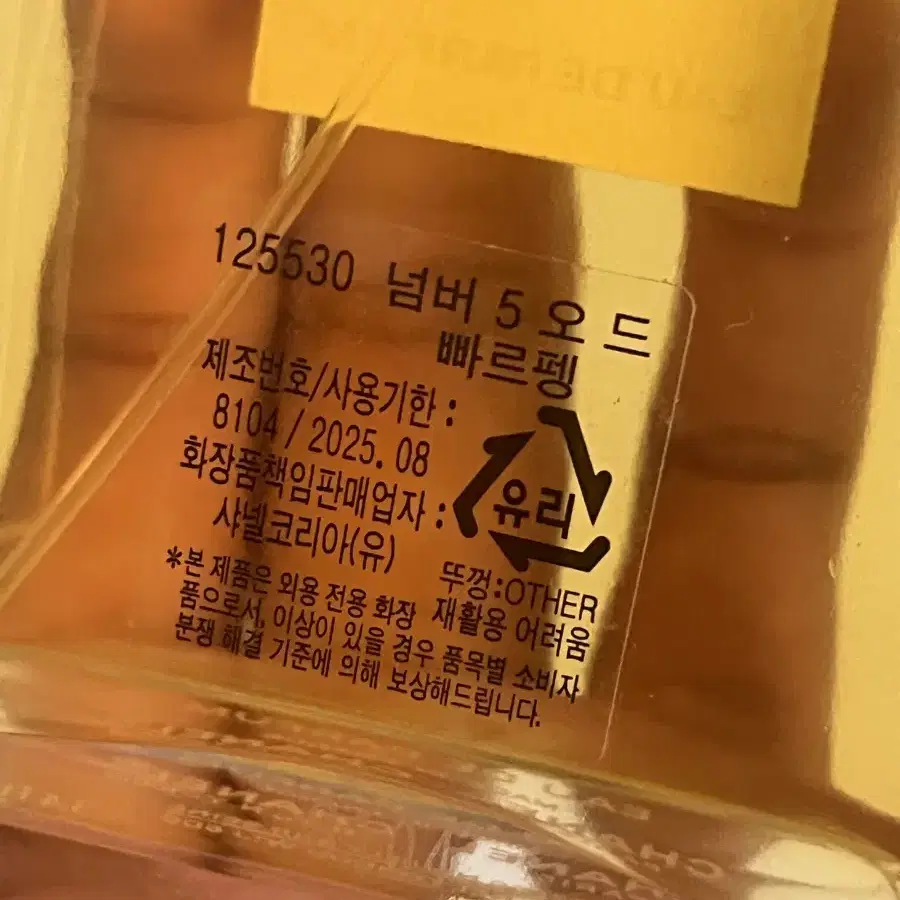 125530 넘버 5 오 드
빠르펭
제조번호/사용기한 :
8104 / 2025. 08
화장품책임판매업자 :
샤넬코리아(유)
유리
뚜껑:OTHER
재활용 어려움
*본 제품은 외용 전용 화장
품으로서, 이상이 있을 경우 품목별 소비자
분쟁 해결 기준에 의해 보상해드립니다.